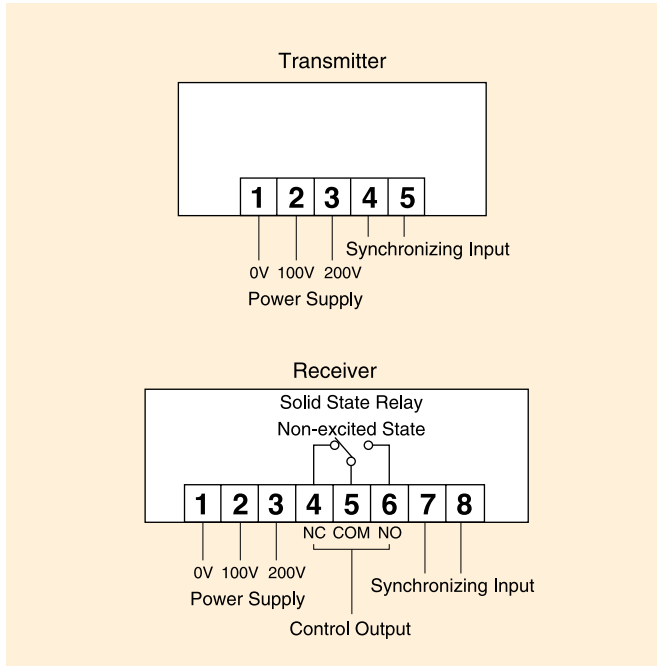 Transmitter
1 2 3 4 5
Synchronizing Input
0V 100V 200V
Power Supply
Receiver
Solid State Relay
Non-excited State
1 2 3 4 5 6 7 8
NC COM NO
0V 100V 200V
Synchronizing Input
Power Supply
Control Output